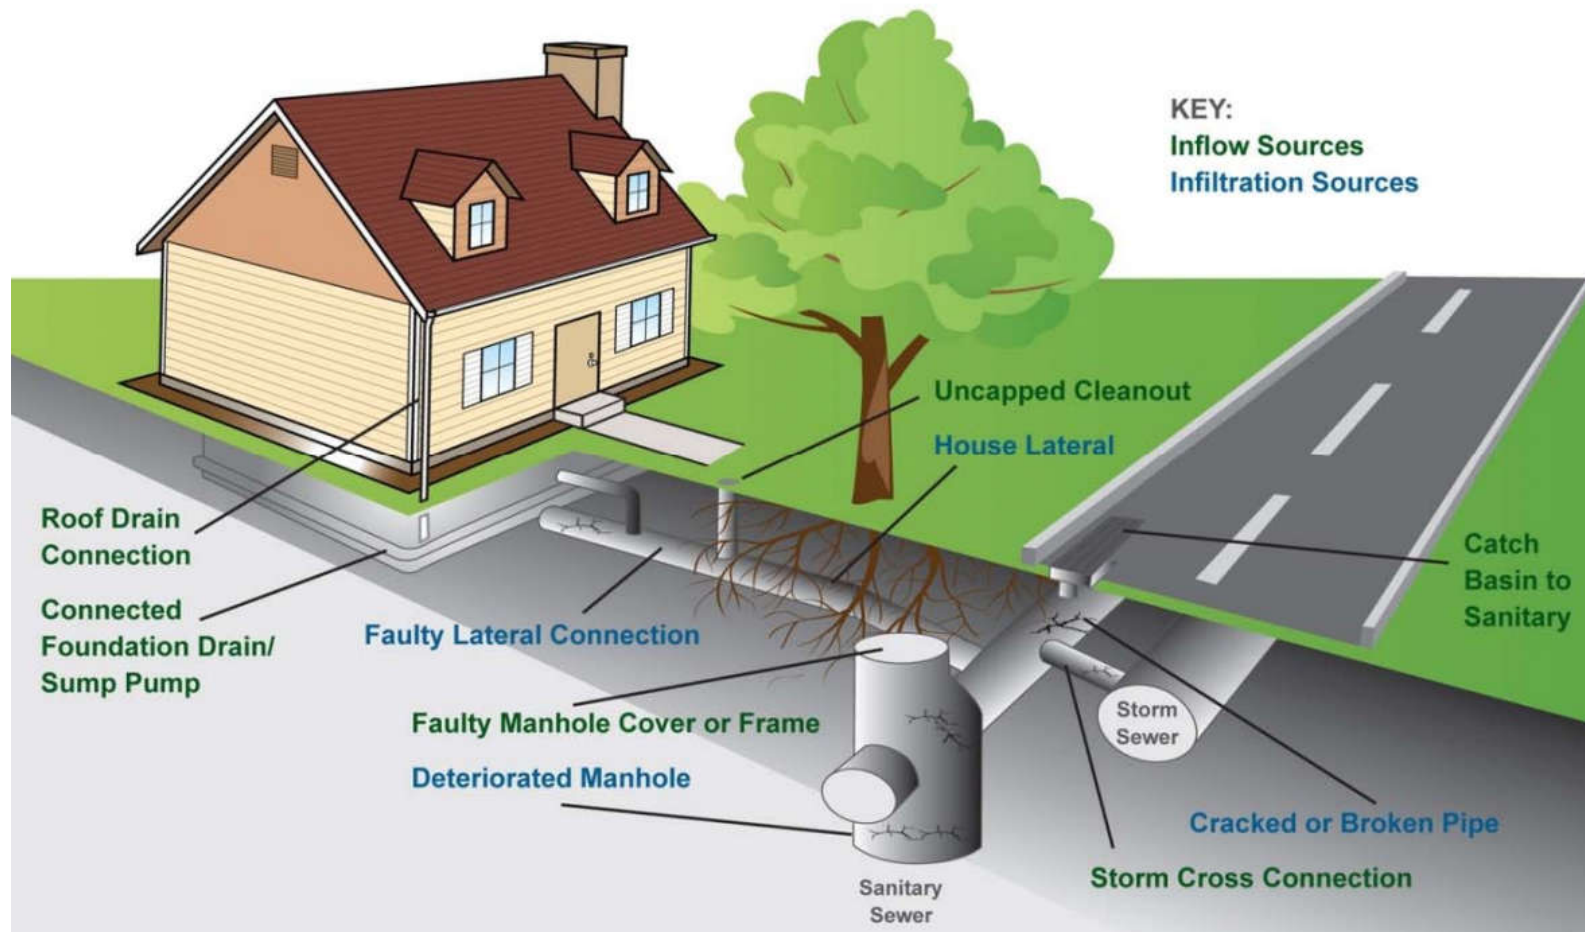 KEY:
Inflow Sources
Infiltration Sources
Uncapped Cleanout
House Lateral
Roof Drain
Connection
Connected
Foundation Drain/
Sump Pump
Faulty Lateral Connection
Catch
Basin to
Sanitary
Faulty Manhole Cover or Frame
Deteriorated Manhole
Storm
Sewer
Cracked or Broken Pipe
Storm Cross Connection
Sanitary
Sewer